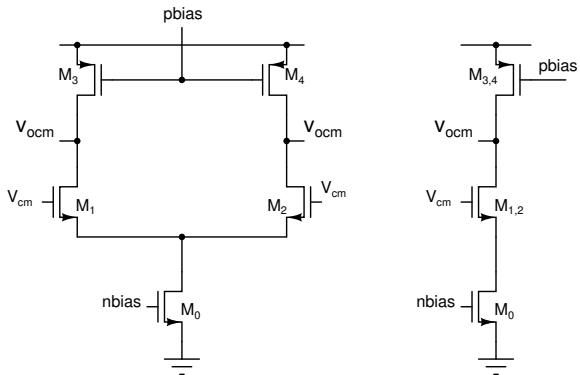 pbias
M3
M4
M3,4
pbias
vocm
vocm
vocm
Vcm
M1
M2
Vcm
Vcm
M1,2
nbias
M0
nbias
M0